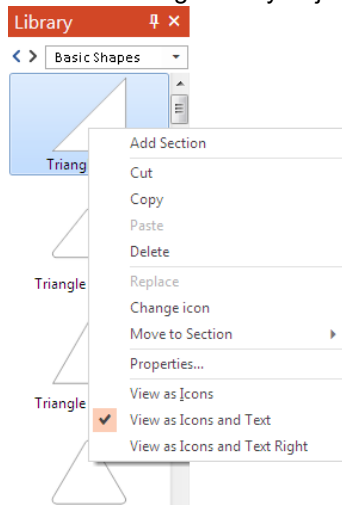 Library
Basic Shapes
Triang
Add Section
Cut
Copy
Paste
Delete
Triangle
Replace
Change icon
Move to Section
Properties...
View as Icons
Triangle
View as Icons and Text
View as Icons and Text Right